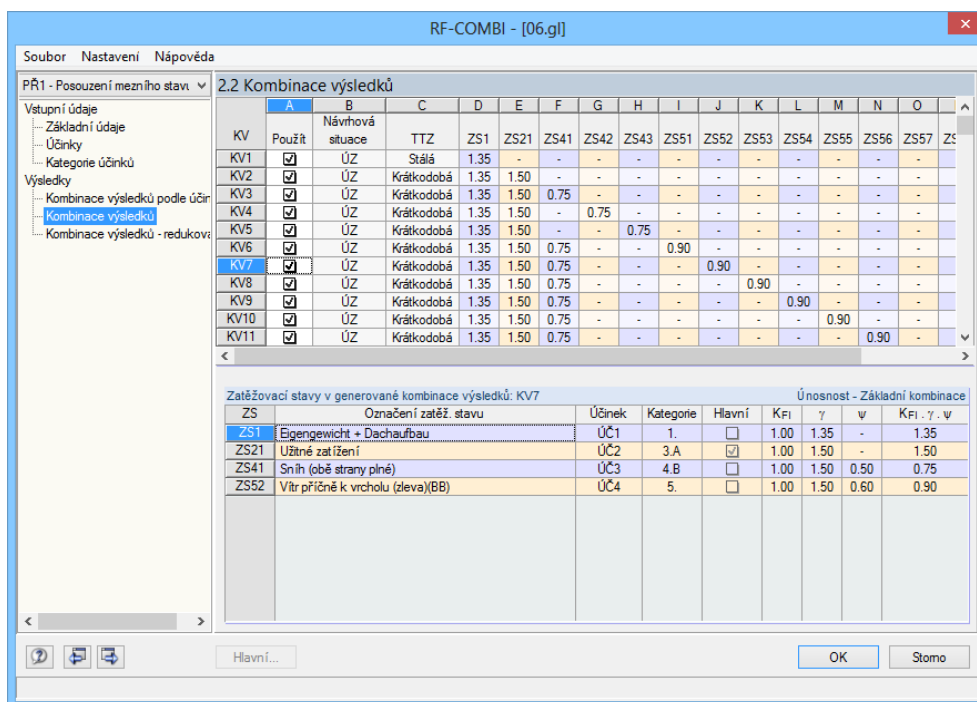 RF-COMBI - [06.gl]
Soubor Nastavení Nápověda
PŘ1 - Posouzení mezního stavu
Vstupní údaje
Základní údaje
Účinky
Kategorie účinků
Výsledky
Kombinace výsledků podle účin
Kombinace výsledků
Kombinace výsledků - redukova
2.2 Kombinace výsledků
A B C D E F G H I J K L M N O
KV Použít Návrhová situace TTZ ZS1 ZS21 ZS41 ZS42 ZS43 ZS51 ZS52 ZS53 ZS54 ZS55 ZS56 ZS57 ZS
KV1 ÚZ Stálá 1.35 - - - - - - - - - - -
KV2 ÚZ Krátkodobá 1.35 1.50 - - - - - - - - - -
KV3 ÚZ Krátkodobá 1.35 1.50 0.75 - - - - - - - - -
KV4 ÚZ Krátkodobá 1.35 1.50 - 0.75 - - - - - - - -
KV5 ÚZ Krátkodobá 1.35 1.50 - - 0.75 - - - - - - -
KV6 ÚZ Krátkodobá 1.35 1.50 0.75 - - 0.90 - - - - - -
KV7 ÚZ Krátkodobá 1.35 1.50 0.75 - - - 0.90 - - - - -
KV8 ÚZ Krátkodobá 1.35 1.50 0.75 - - - - 0.90 - - - -
KV9 ÚZ Krátkodobá 1.35 1.50 0.75 - - - - - 0.90 - - -
KV10 ÚZ Krátkodobá 1.35 1.50 0.75 - - - - - - 0.90 - -
KV11 ÚZ Krátkodobá 1.35 1.50 0.75 - - - - - - - 0.90 -
Zatěžovací stavy v generované kombinace výsledků: KV7 Únosnost - Základní kombinace
ZS Označení zatěž. stavu Účinek Kategorie Hlavní KFI γ ψ KFI . γ . ψ
ZS1 Eigengewicht + Dachaufbau ÚČ1 1. 1.00 1.35 - 1.35
ZS21 Užitné zatížení ÚČ2 3.A 1.00 1.50 - 1.50
ZS41 Sníh (obě strany plné) ÚČ3 4.B 1.00 1.50 0.50 0.75
ZS52 Vítr příčně k vrcholu (zleva)(BB) ÚČ4 5. 1.00 1.50 0.60 0.90
Hlavní... OK Storno